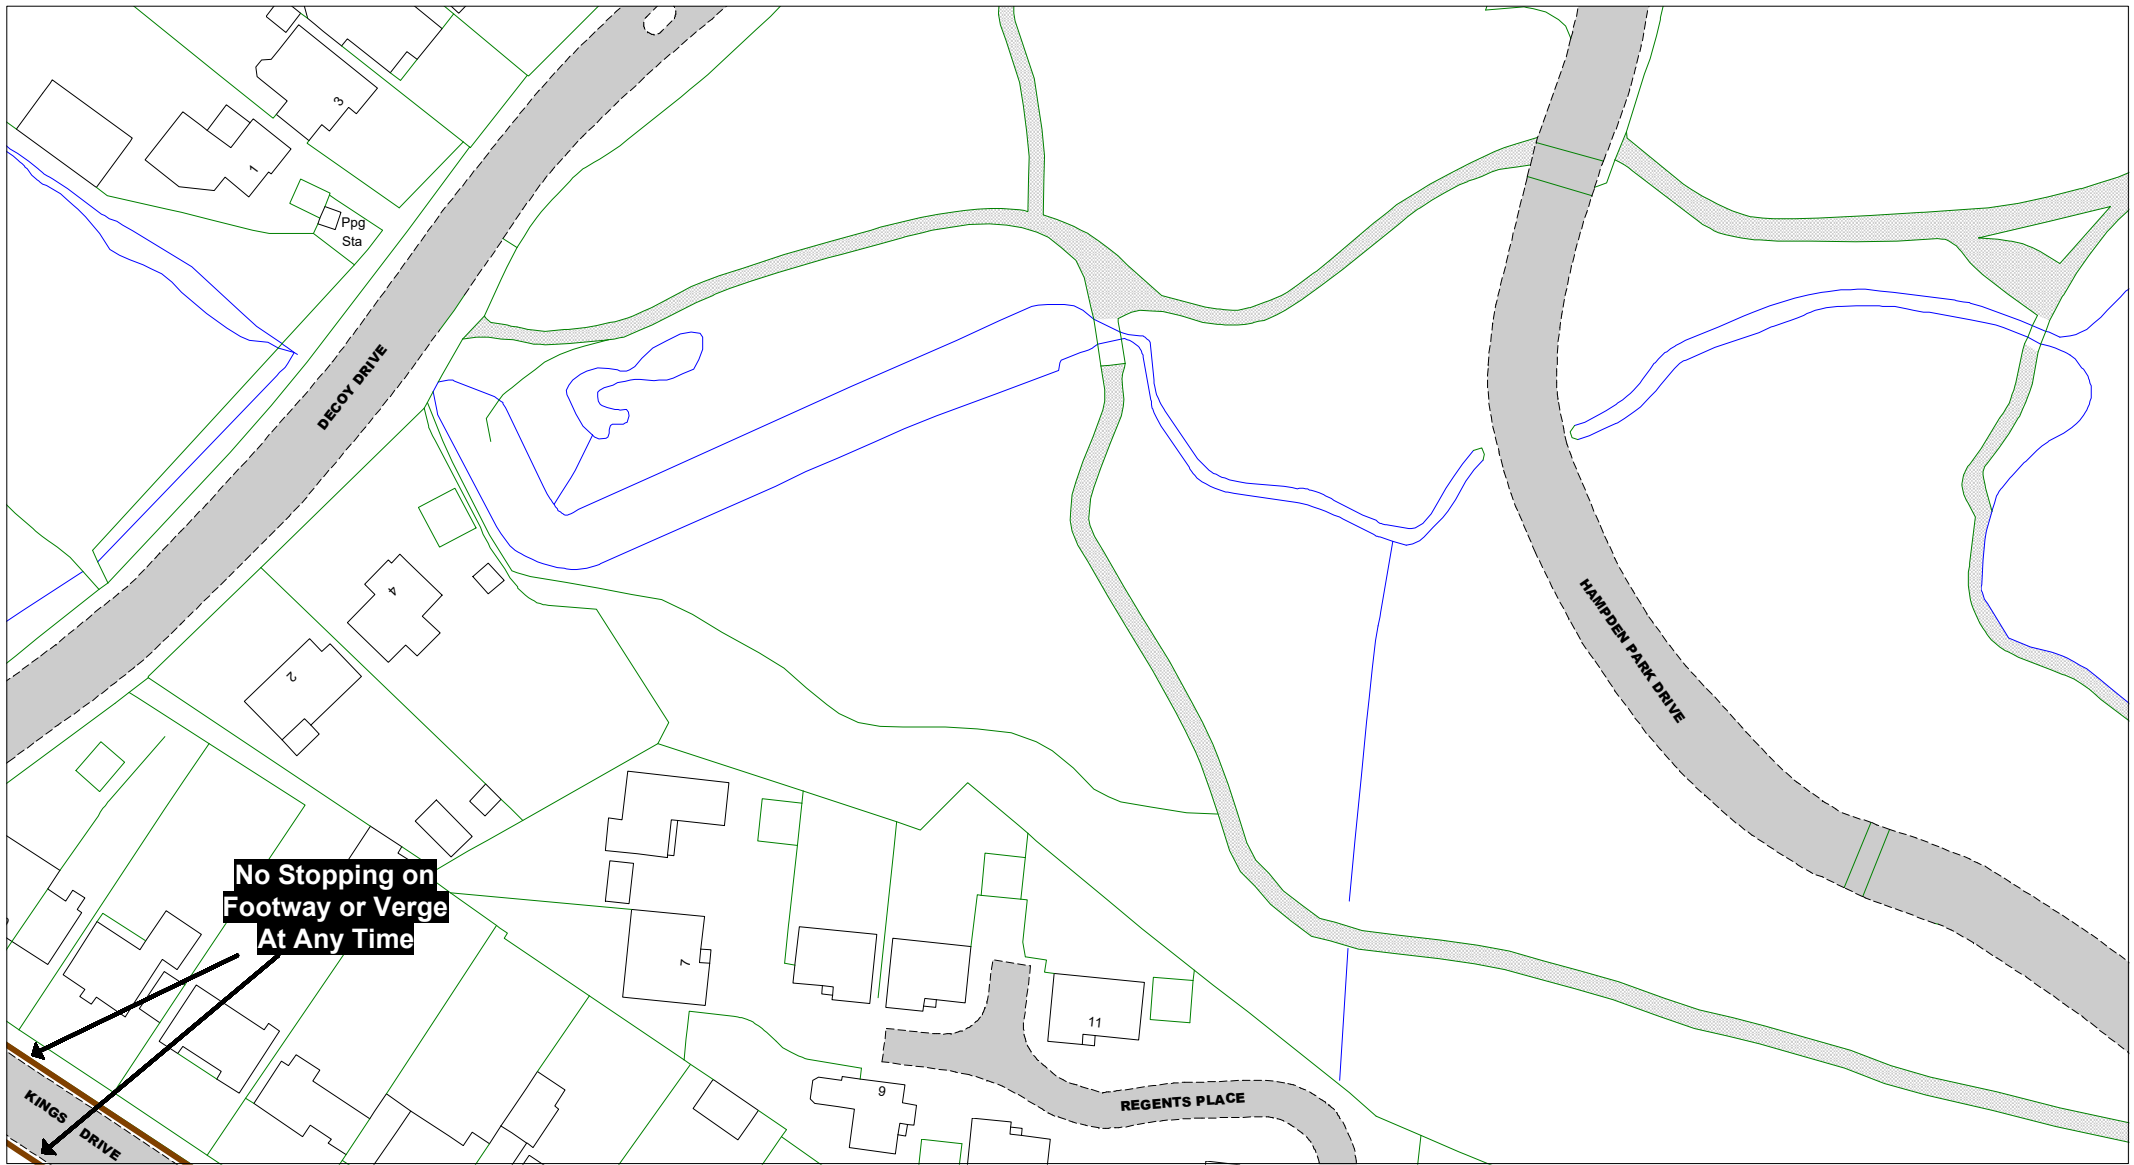 3
1
Ppg
Sta
DECOY DRIVE
4
2
HAMPDEN PARK DRIVE
No Stopping on
Footway or Verge
At Any Time
7
11
9
REGENTS PLACE
KINGS DRIVE